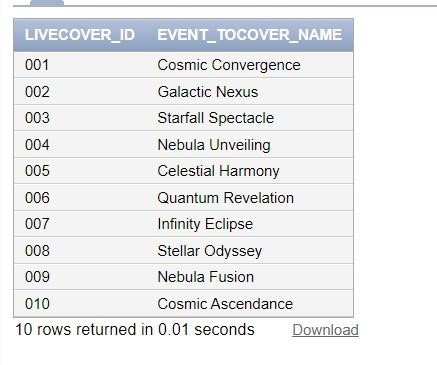 LIVECOVER_ID EVENT_TOCOVER_NAME
001 Cosmic Convergence
002 Galactic Nexus
003 Starfall Spectacle
004 Nebula Unveiling
005 Celestial Harmony
006 Quantum Revelation
007 Infinity Eclipse
008 Stellar Odyssey
009 Nebula Fusion
010 Cosmic Ascendance
10 rows returned in 0.01 seconds Download